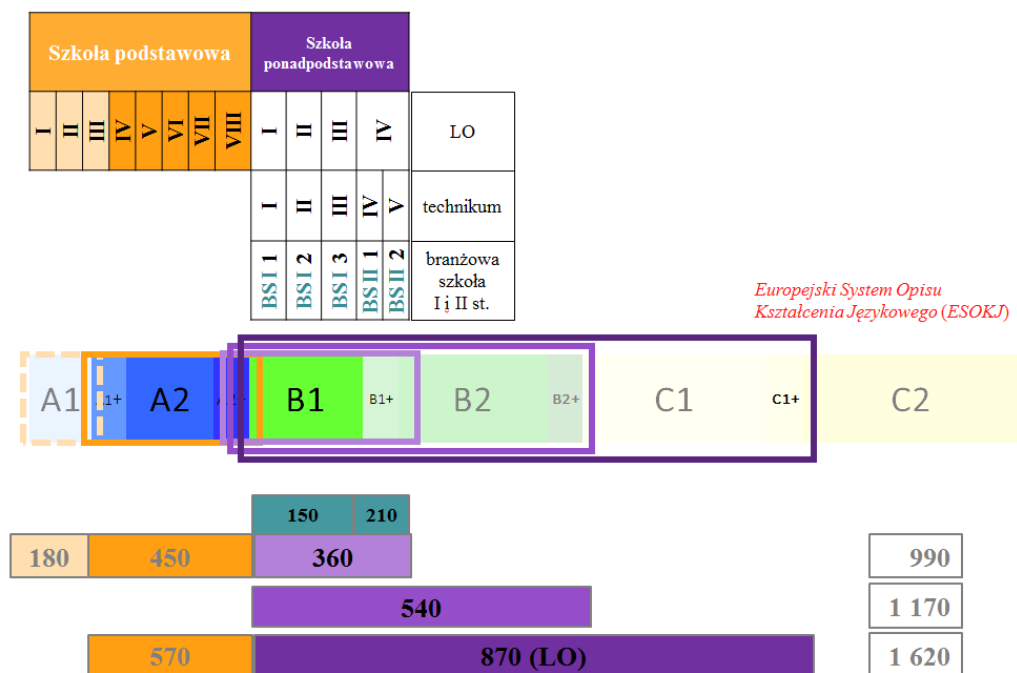 Szkoła podstawowa
Szkoła
ponadpodstawowa
I II III IV V VI VII VIII I II III IV LO
I II III IV V technikum
BS I 1 BS I 2 BS I 3 BS II 1 BS II 2
branżowa
szkoła
I i II st.
Europejski System Opisu
Kształcenia Językowego (ESOKJ)
A1 A1+ A2 A2+ B1 B1+ B2 B2+ C1 C1+ C2
150 210
180 450 360 990
540 1 170
570 870 (LO) 1 620